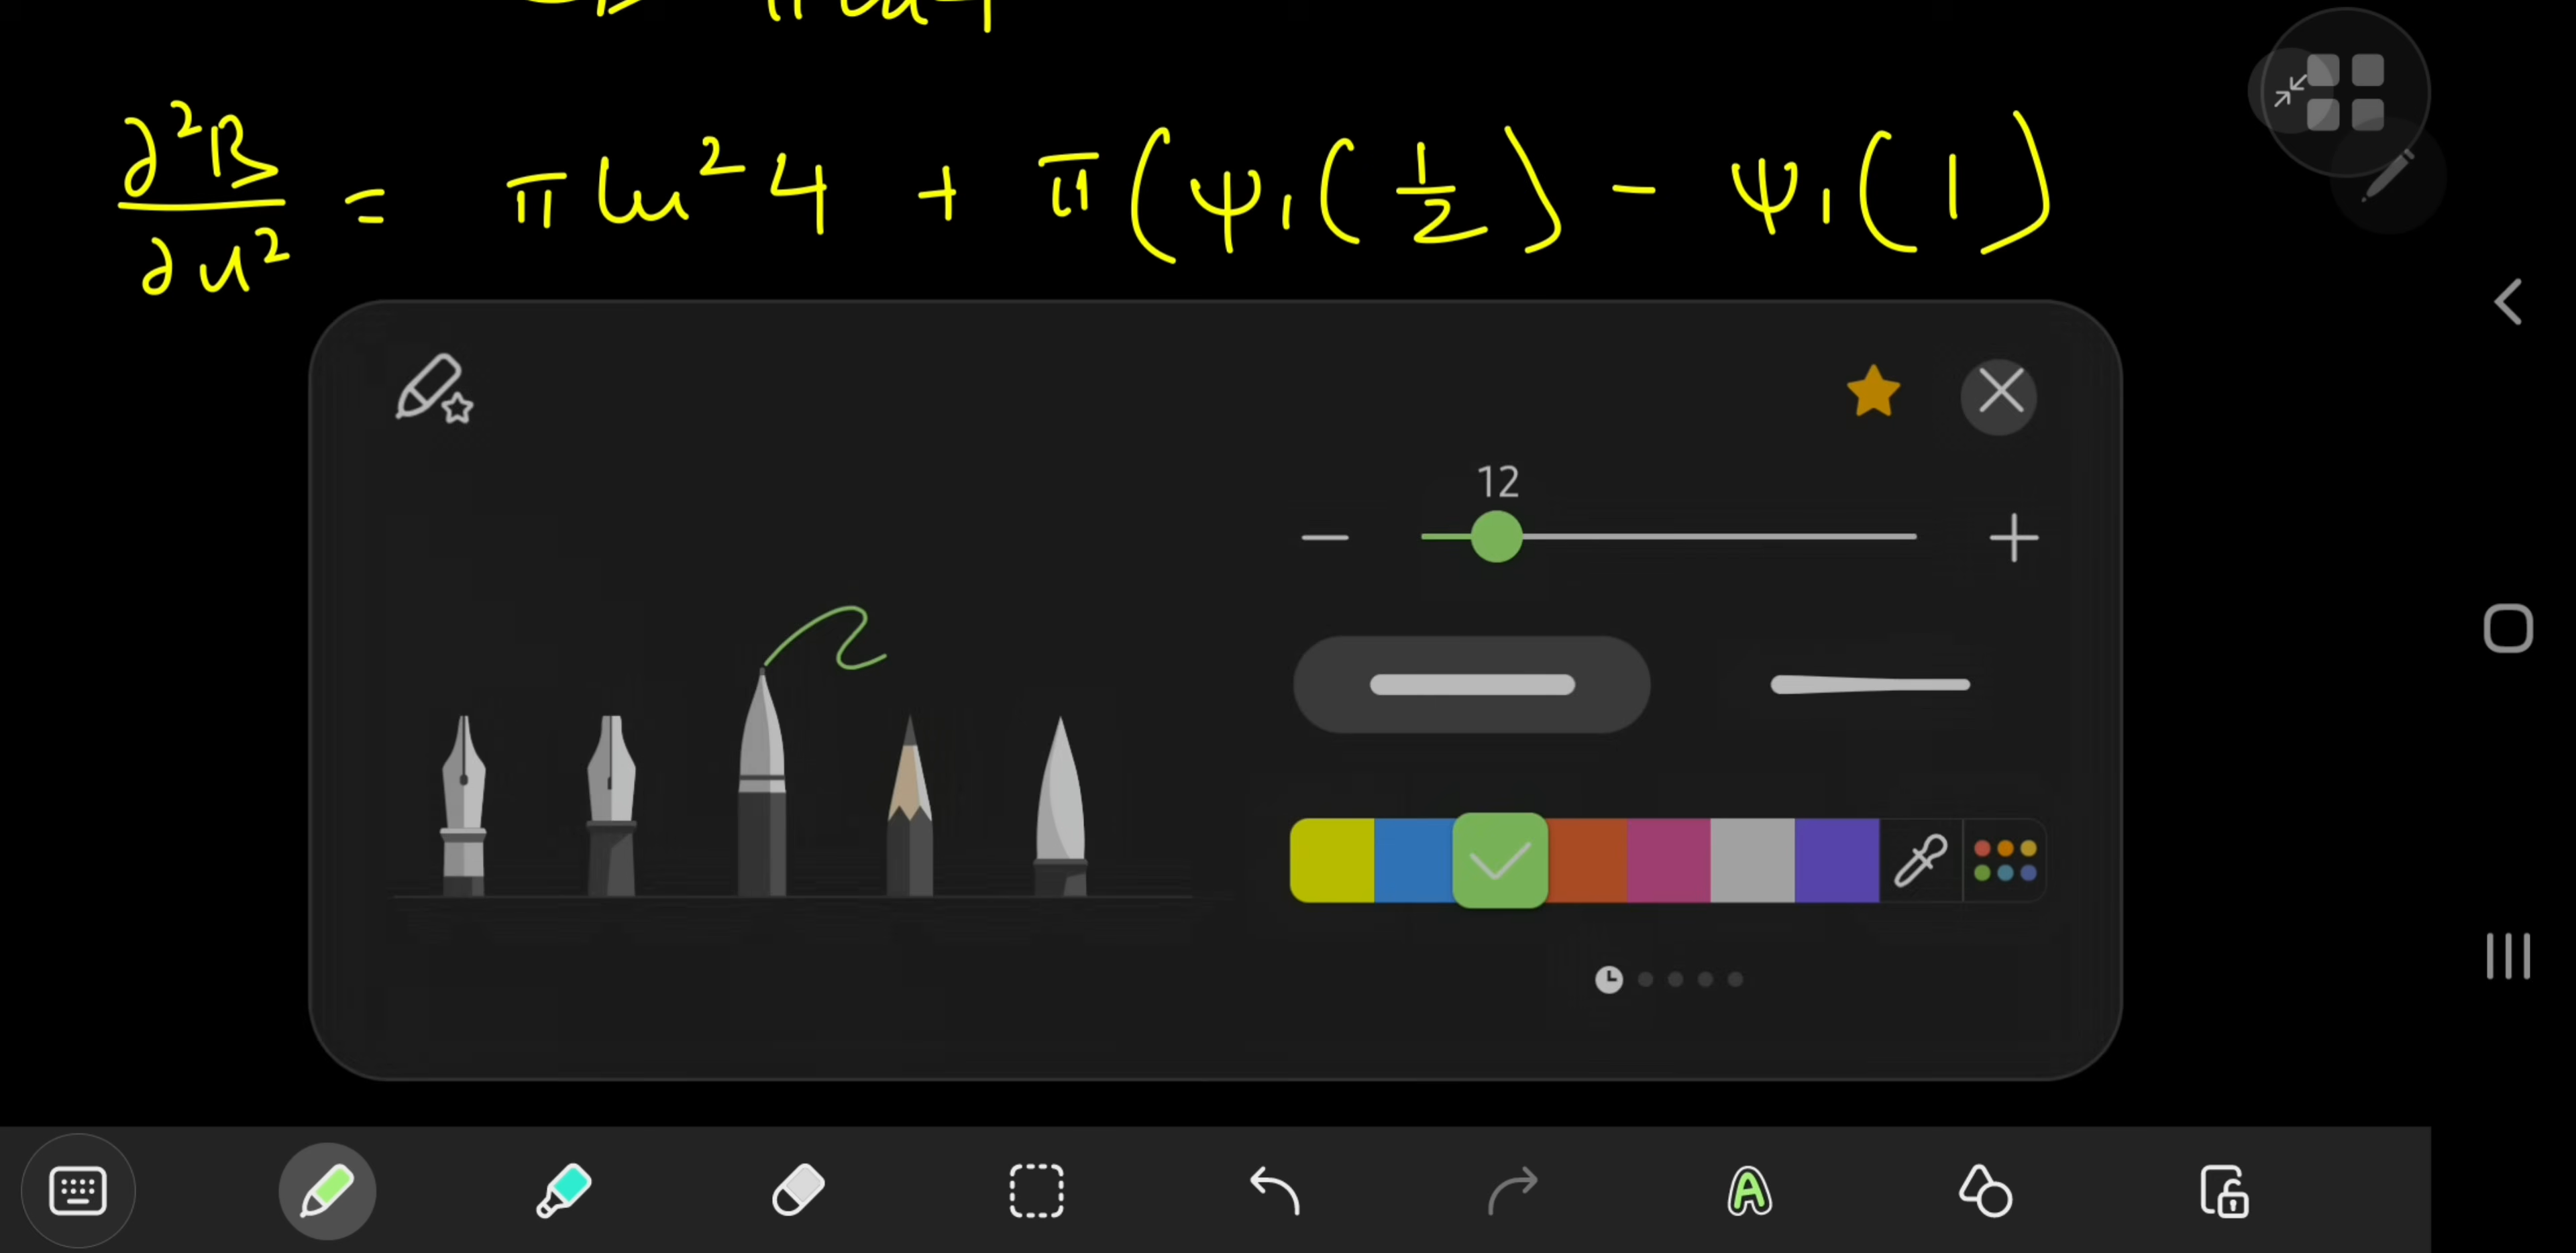 ∂²B/∂u² = π ln² 4 + π(ψ₁(1/2) - ψ₁(1)
12
A